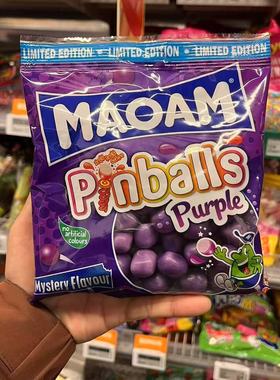 LIMITED EDITION • LIMITED EDITION • LIMITED EDITION
MAOAM
Pinballs
Purple
no
artificial
colours
Mystery Flavour